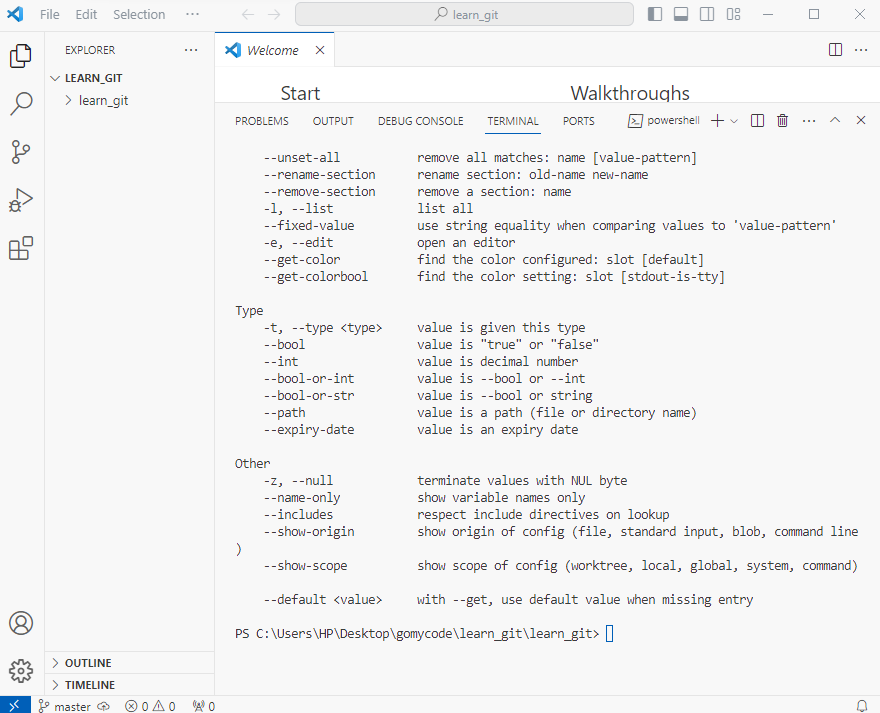 File Edit Selection ··· learn_git
EXPLORER ···
LEARN_GIT
learn_git
OUTLINE
TIMELINE
Welcome
Start Walkthroughs
PROBLEMS OUTPUT DEBUG CONSOLE TERMINAL PORTS powershell
--unset-all remove all matches: name [value-pattern]
--rename-section rename section: old-name new-name
--remove-section remove a section: name
-l, --list list all
--fixed-value use string equality when comparing values to 'value-pattern'
-e, --edit open an editor
--get-color find the color configured: slot [default]
--get-colorbool find the color setting: slot [stdout-is-tty]
Type
-t, --type <type> value is given this type
--bool value is "true" or "false"
--int value is decimal number
--bool-or-int value is --bool or --int
--bool-or-str value is --bool or string
--path value is a path (file or directory name)
--expiry-date value is an expiry date
Other
-z, --null terminate values with NUL byte
--name-only show variable names only
--includes respect include directives on lookup
--show-origin show origin of config (file, standard input, blob, command line
)
--show-scope show scope of config (worktree, local, global, system, command)
--default <value> with --get, use default value when missing entry
PS C:\Users\HP\Desktop\gomycode\learn_git\learn_git>
master 0 0 0